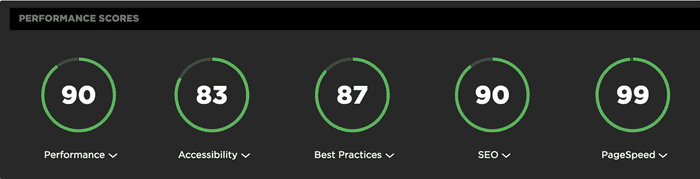 PERFORMANCE SCORES
90 83 87 90 99
Performance Accessibility Best Practices SEO PageSpeed